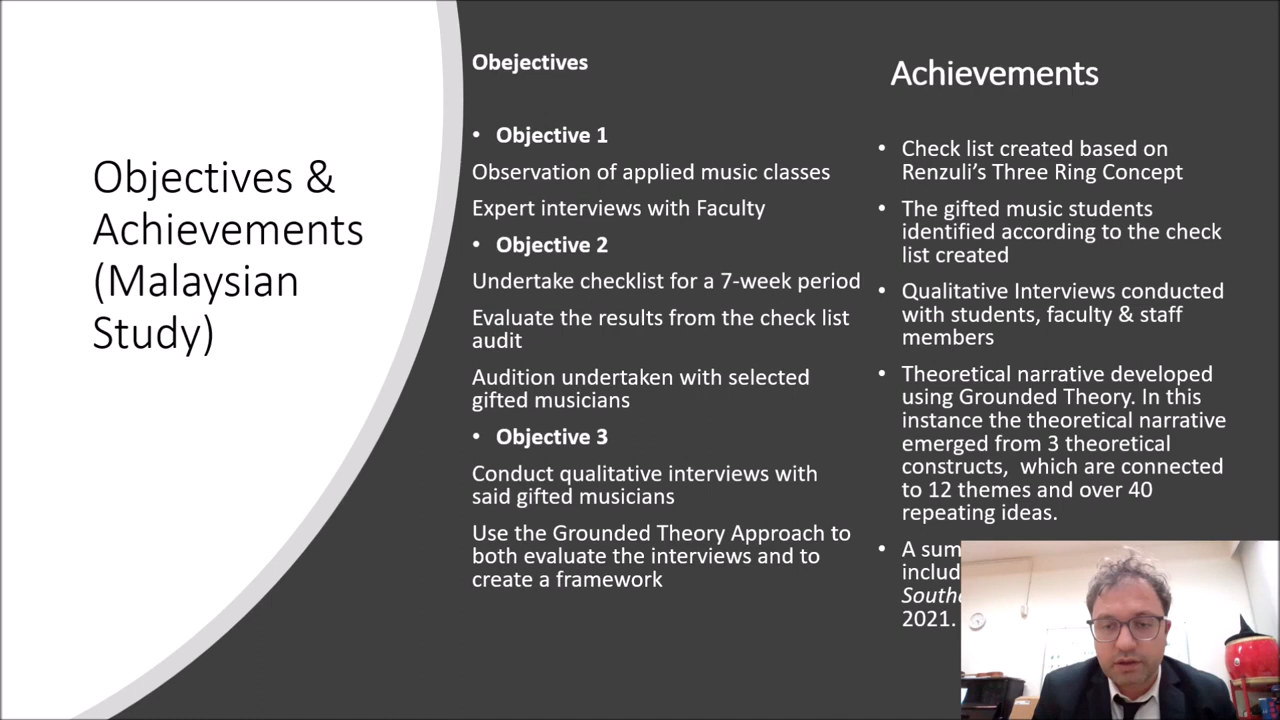 Objectives &
Achievements
(Malaysian
Study)
Obejectives
• Objective 1
Observation of applied music classes
Expert interviews with Faculty
• Objective 2
Undertake checklist for a 7-week period
Evaluate the results from the check list
audit
Audition undertaken with selected
gifted musicians
• Objective 3
Conduct qualitative interviews with
said gifted musicians
Use the Grounded Theory Approach to
both evaluate the interviews and to
create a framework
Achievements
• Check list created based on
Renzuli’s Three Ring Concept
• The gifted music students
identified according to the check
list created
• Qualitative Interviews conducted
with students, faculty & staff
members
• Theoretical narrative developed
using Grounded Theory. In this
instance the theoretical narrative
emerged from 3 theoretical
constructs,  which are connected
to 12 themes and over 40
repeating ideas.
• A
2021.